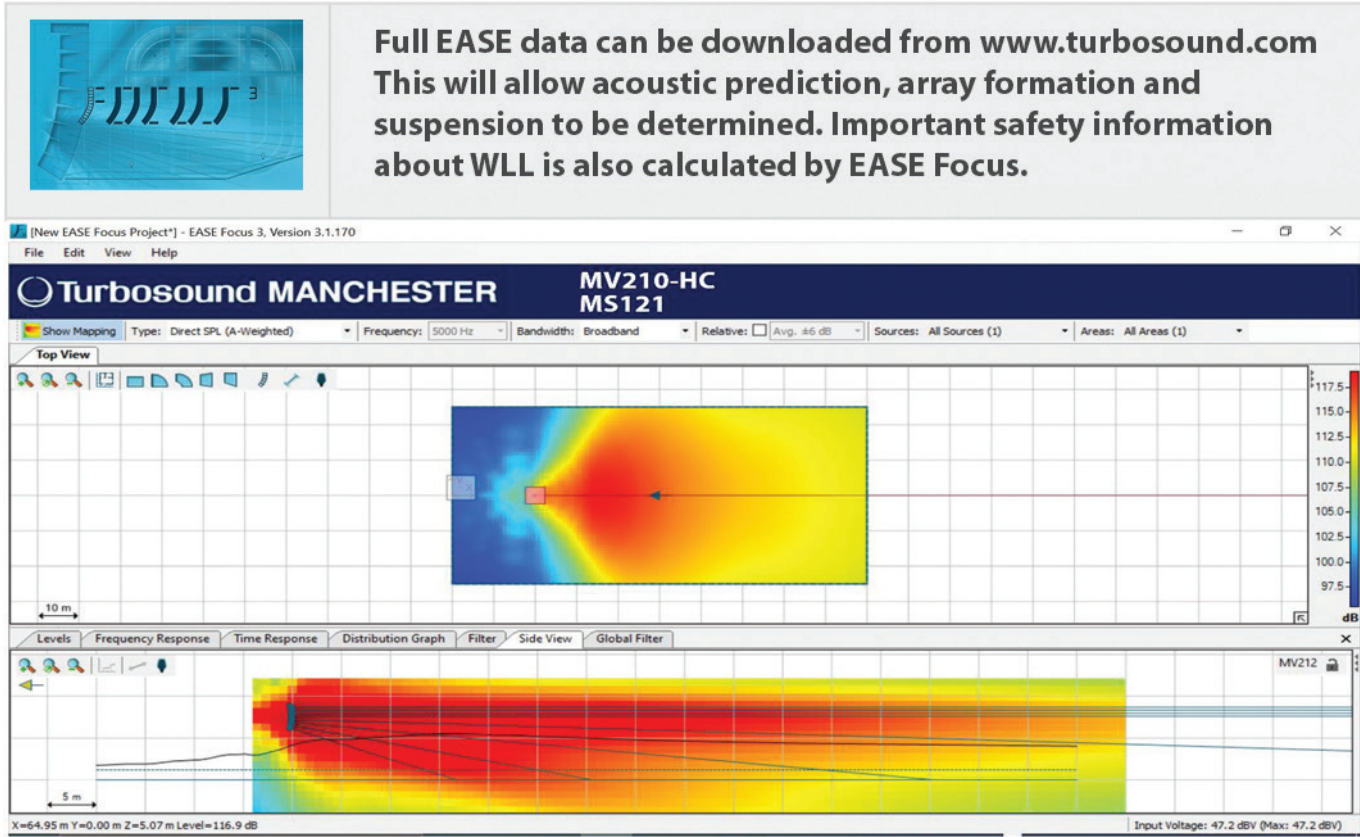 Full EASE data can be downloaded from www.turbosound.com
This will allow acoustic prediction, array formation and
suspension to be determined. Important safety information
about WLL is also calculated by EASE Focus.
[New EASE Focus Project*] - EASE Focus 3, Version 3.1.170
File Edit View Help
Turbosound MANCHESTER
MV210-HC
MS121
Show Mapping Type: Direct SPL (A-Weighted) Frequency: 5000 Hz Bandwidth: Broadband Relative: Avg. ±6 dB Sources: All Sources (1) Areas: All Areas (1)
Top View
117.5
115.0
112.5
110.0
107.5
105.0
102.5
100.0
97.5
10 m
dB
Levels Frequency Response Time Response Distribution Graph Filter Side View Global Filter
MV212
5 m
X=64.95 m Y=0.00 m Z=5.07 m Level=116.9 dB
Input Voltage: 47.2 dBV (Max: 47.2 dBV)